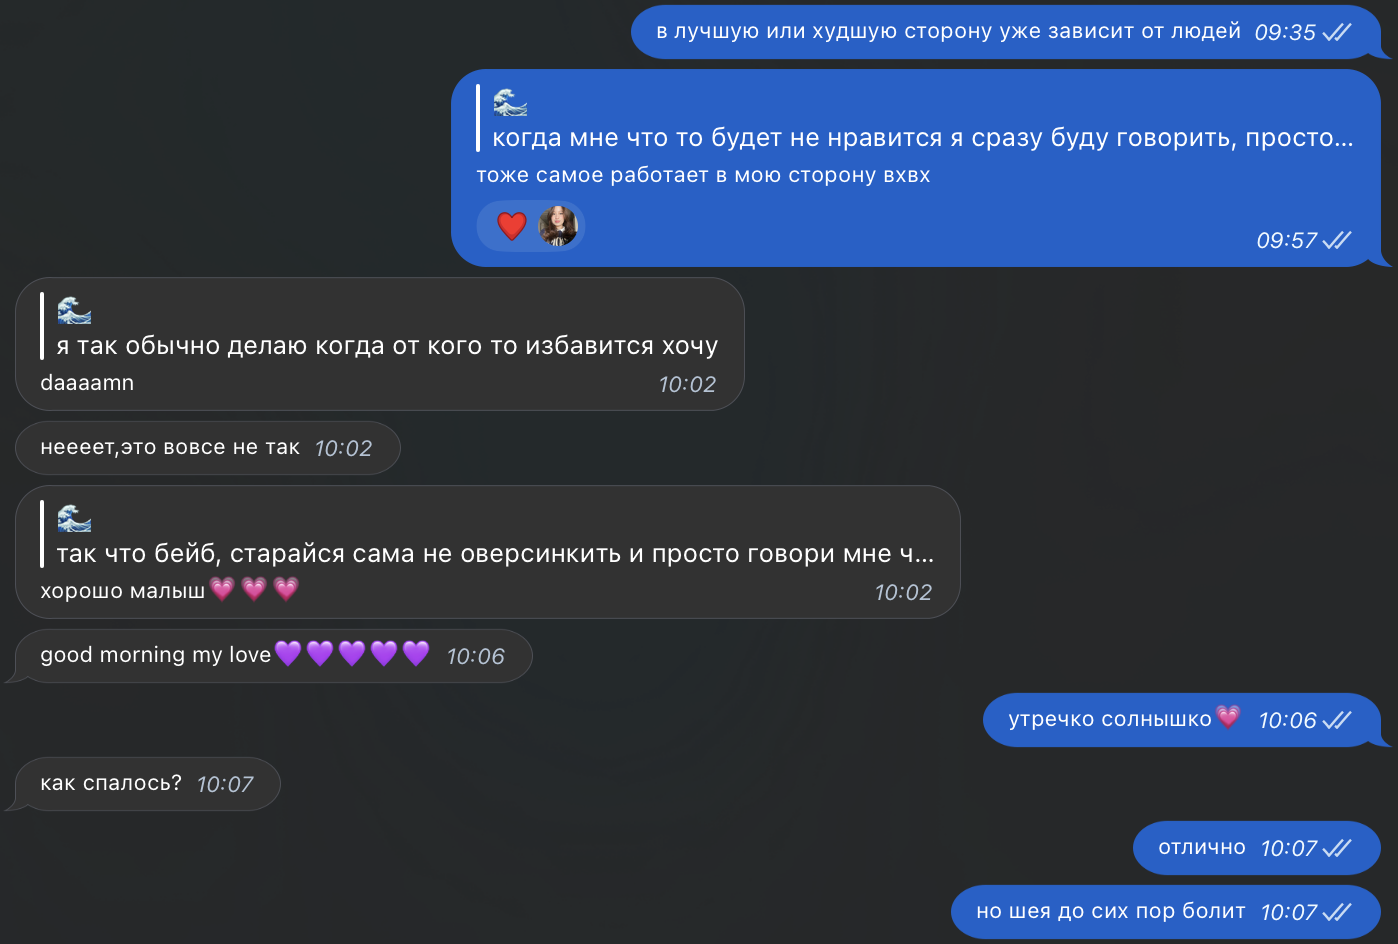 в лучшую или худшую сторону уже зависит от людей 09:35
🌊
когда мне что то будет не нравится я сразу буду говорить, просто...
тоже самое работает в мою сторону вхвх
❤️
09:57
🌊
я так обычно делаю когда от кого то избавится хочу
daaaamn 10:02
неееет,это вовсе не так 10:02
🌊
так что бейб, старайся сама не оверсинкить и просто говори мне ч...
хорошо малыш💗💗💗 10:02
good morning my love💜💜💜💜💜 10:06
утречко солнышко💗 10:06
как спалось? 10:07
отлично 10:07
но шея до сих пор болит 10:07